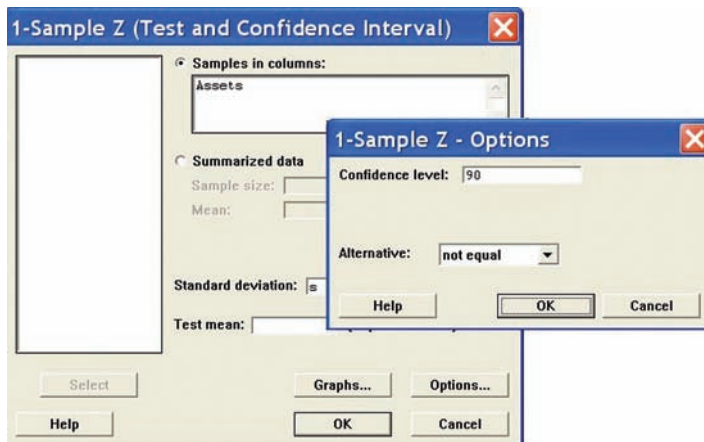 1-Sample Z (Test and Confidence Interval)
Samples in columns:
Assets
Summarized data
Sample size:
Mean:
Standard deviation: s
Test mean:
Select
Graphs...
Options...
Help
OK
Cancel
1-Sample Z - Options
Confidence level: 90
Alternative: not equal
Help
OK
Cancel